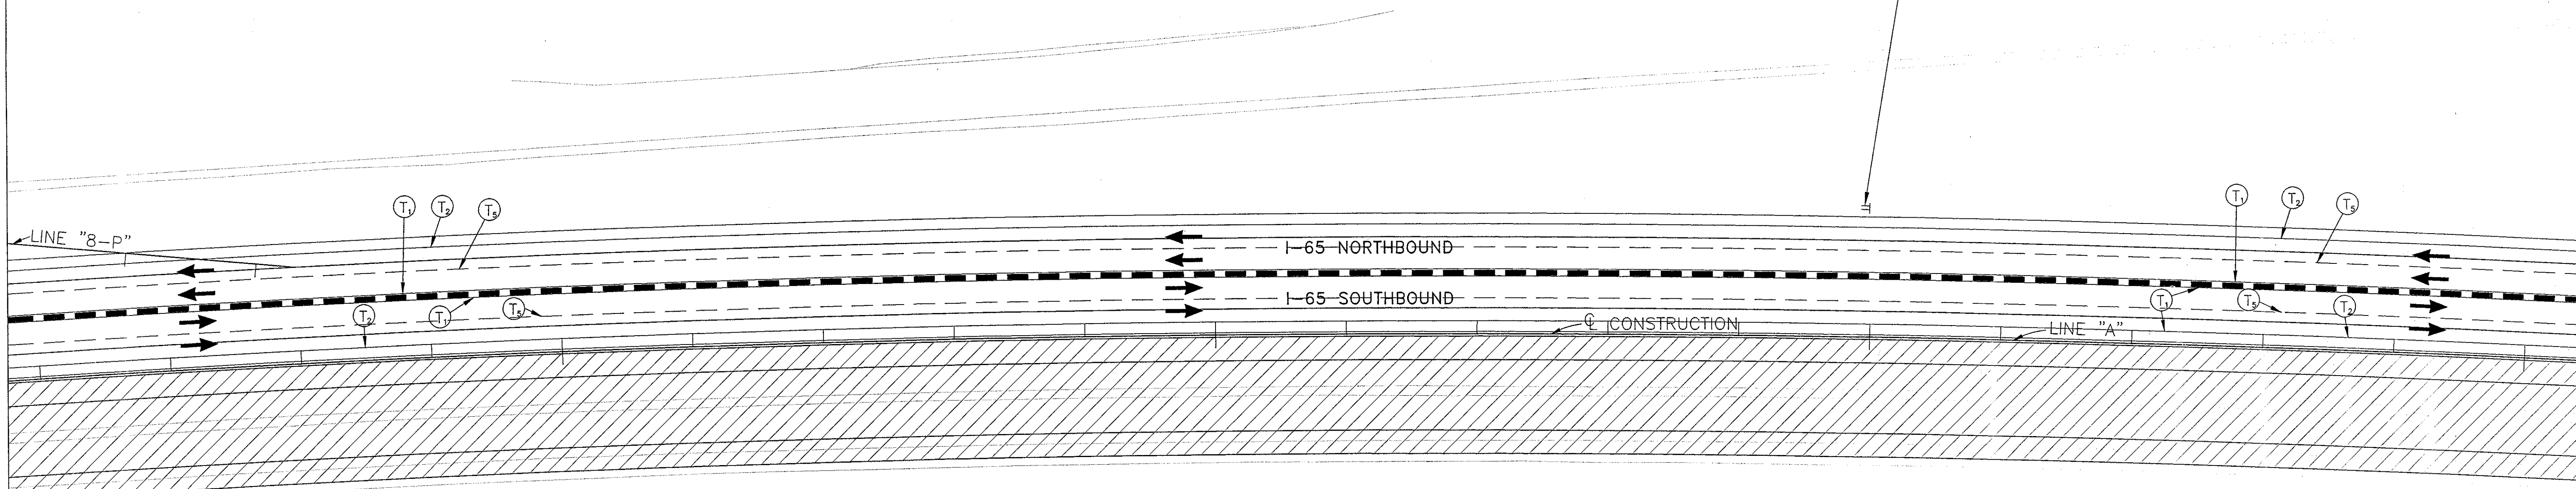 T1 T2 T5
T1 T2 T5
LINE "8-P"
I-65 NORTHBOUND
I-65 SOUTHBOUND
T2 T1 T5
T1 T5 T2
℄ CONSTRUCTION
LINE "A"